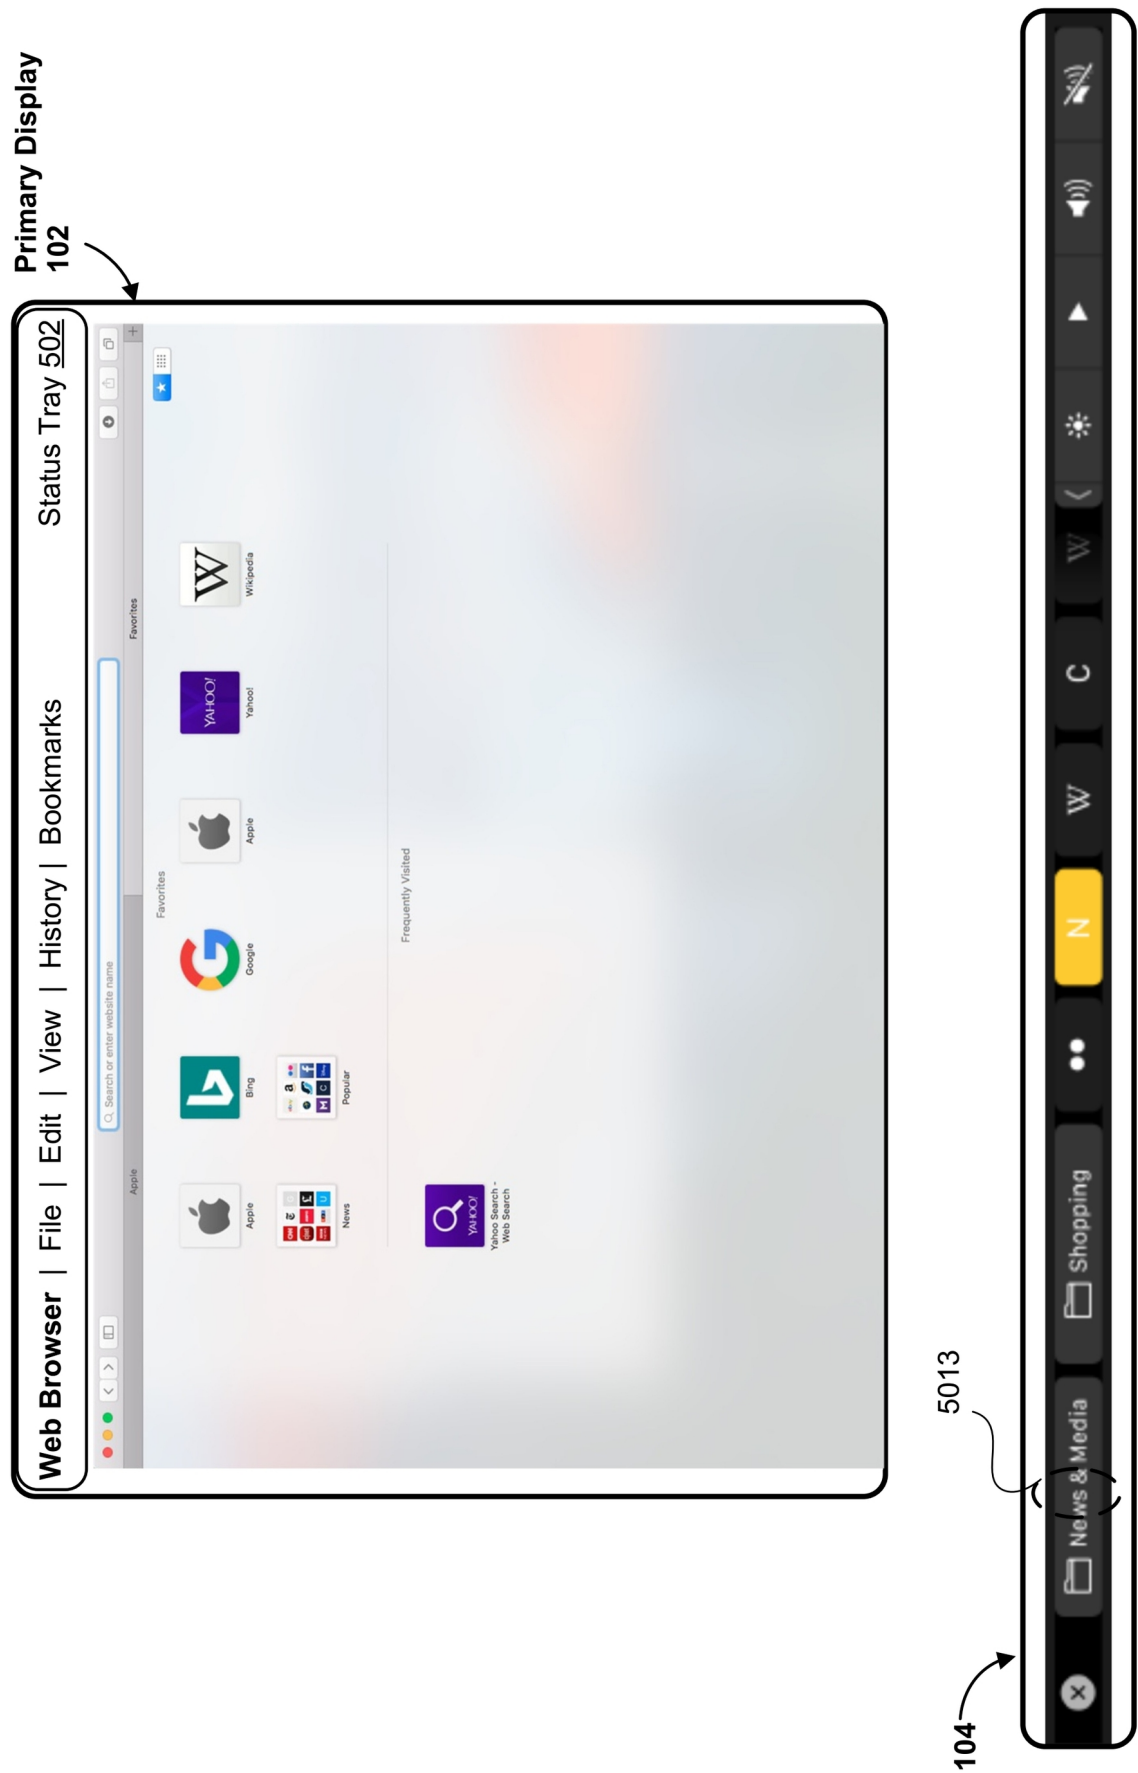 Primary Display
102
Web Browser | File | Edit | View | History | Bookmarks
Status Tray 502
Search or enter website name
Apple
Favorites
+
Favorites
Apple
Bing
Google
Apple
YAHOO!
Yahoo!
W
Wikipedia
News
Popular
Frequently Visited
YAHOO!
Yahoo Search -
Web Search
5013
104
News & Media
Shopping
N
W
C
W